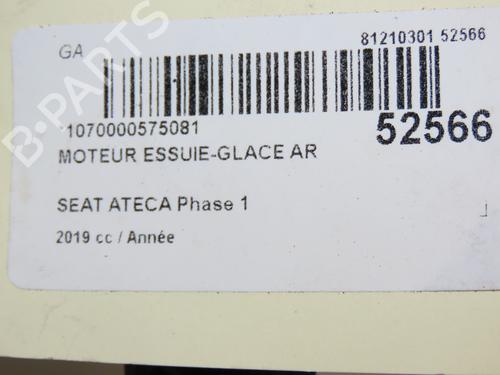 GA
81210301 52566
1070000575081
52566
MOTEUR ESSUIE-GLACE AR
SEAT ATECA Phase 1
2019 cc / Année
B-PARTS